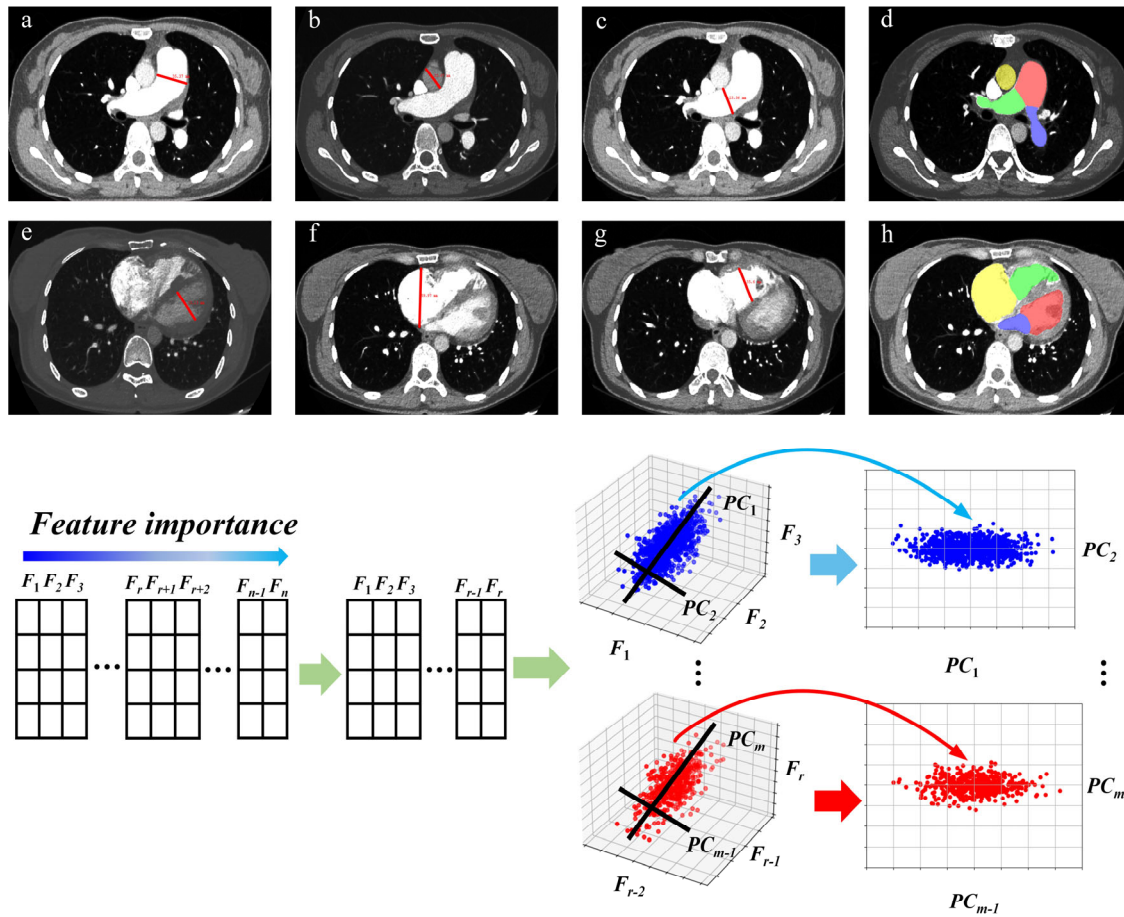 a b c d
e f g h
Feature importance
F1 F2 F3 ... Fr Fr+1 Fr+2 ... Fn-1 Fn
F1 F2 F3 ... Fr-1 Fr
PC1
F3
PC2
F2
F1
PC2
PC1
PCm
Fr
PCm-1
Fr-1
Fr-2
PCm
PCm-1